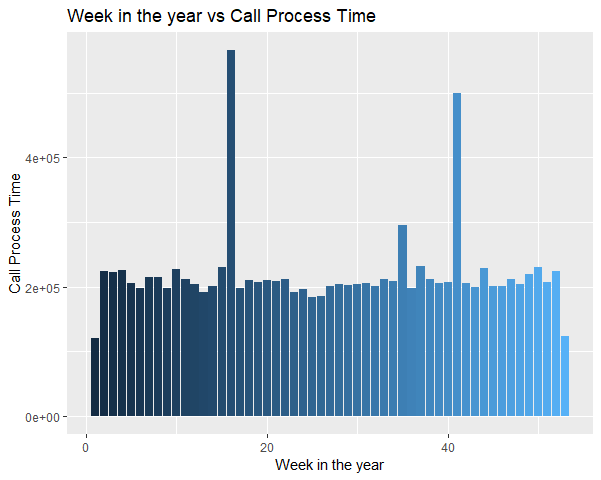 Week in the year vs Call Process Time
Call Process Time
4e+05
2e+05
0e+00
0
20
40
Week in the year